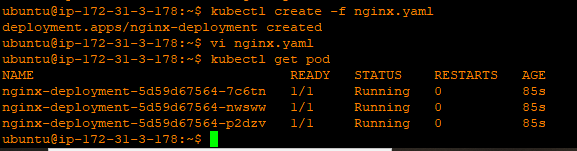 ubuntu@ip-172-31-3-178:~$ kubectl create -f nginx.yaml
deployment.apps/nginx-deployment created
ubuntu@ip-172-31-3-178:~$ vi nginx.yaml
ubuntu@ip-172-31-3-178:~$ kubectl get pod
NAME READY STATUS RESTARTS AGE
nginx-deployment-5d59d67564-7c6tn 1/1 Running 0 85s
nginx-deployment-5d59d67564-nwsww 1/1 Running 0 85s
nginx-deployment-5d59d67564-p2dzv 1/1 Running 0 85s
ubuntu@ip-172-31-3-178:~$